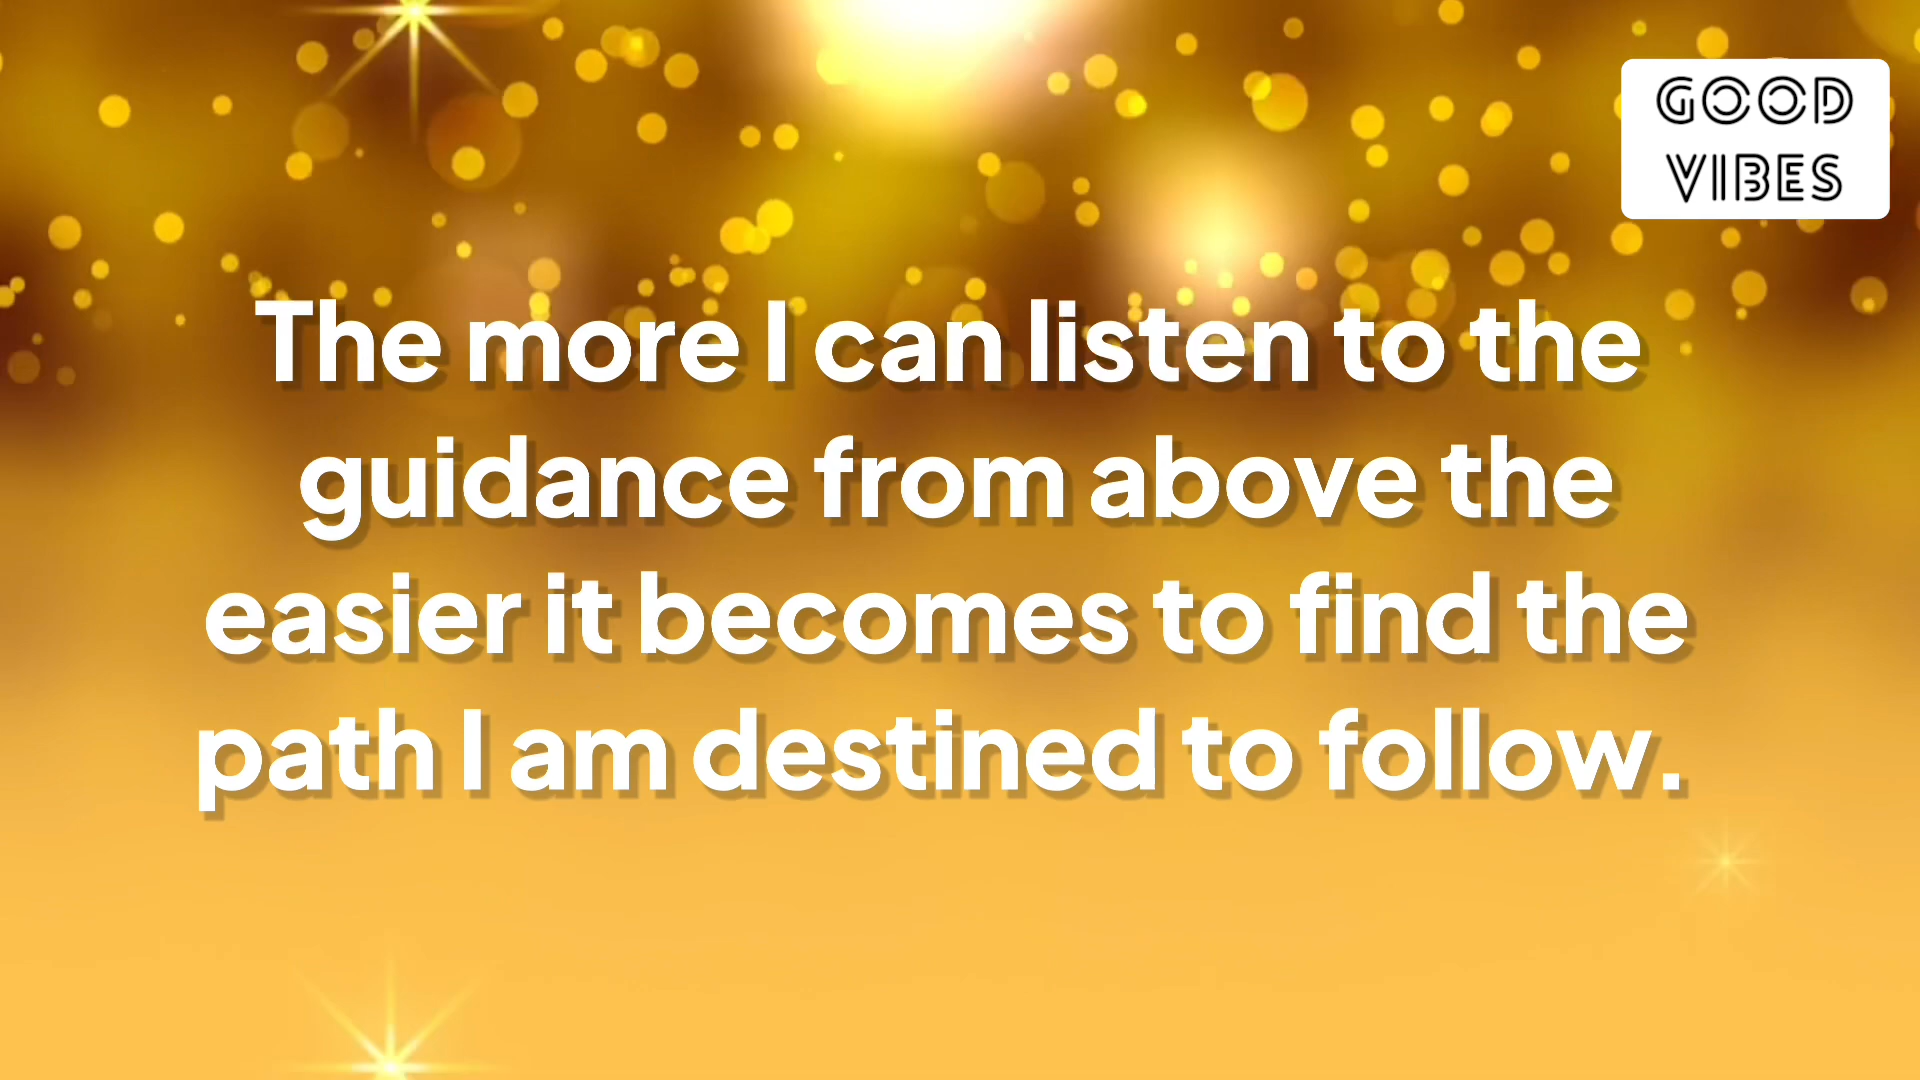 GOOD
VIBES
The more I can listen to the
guidance from above the
easier it becomes to find the
path I am destined to follow.